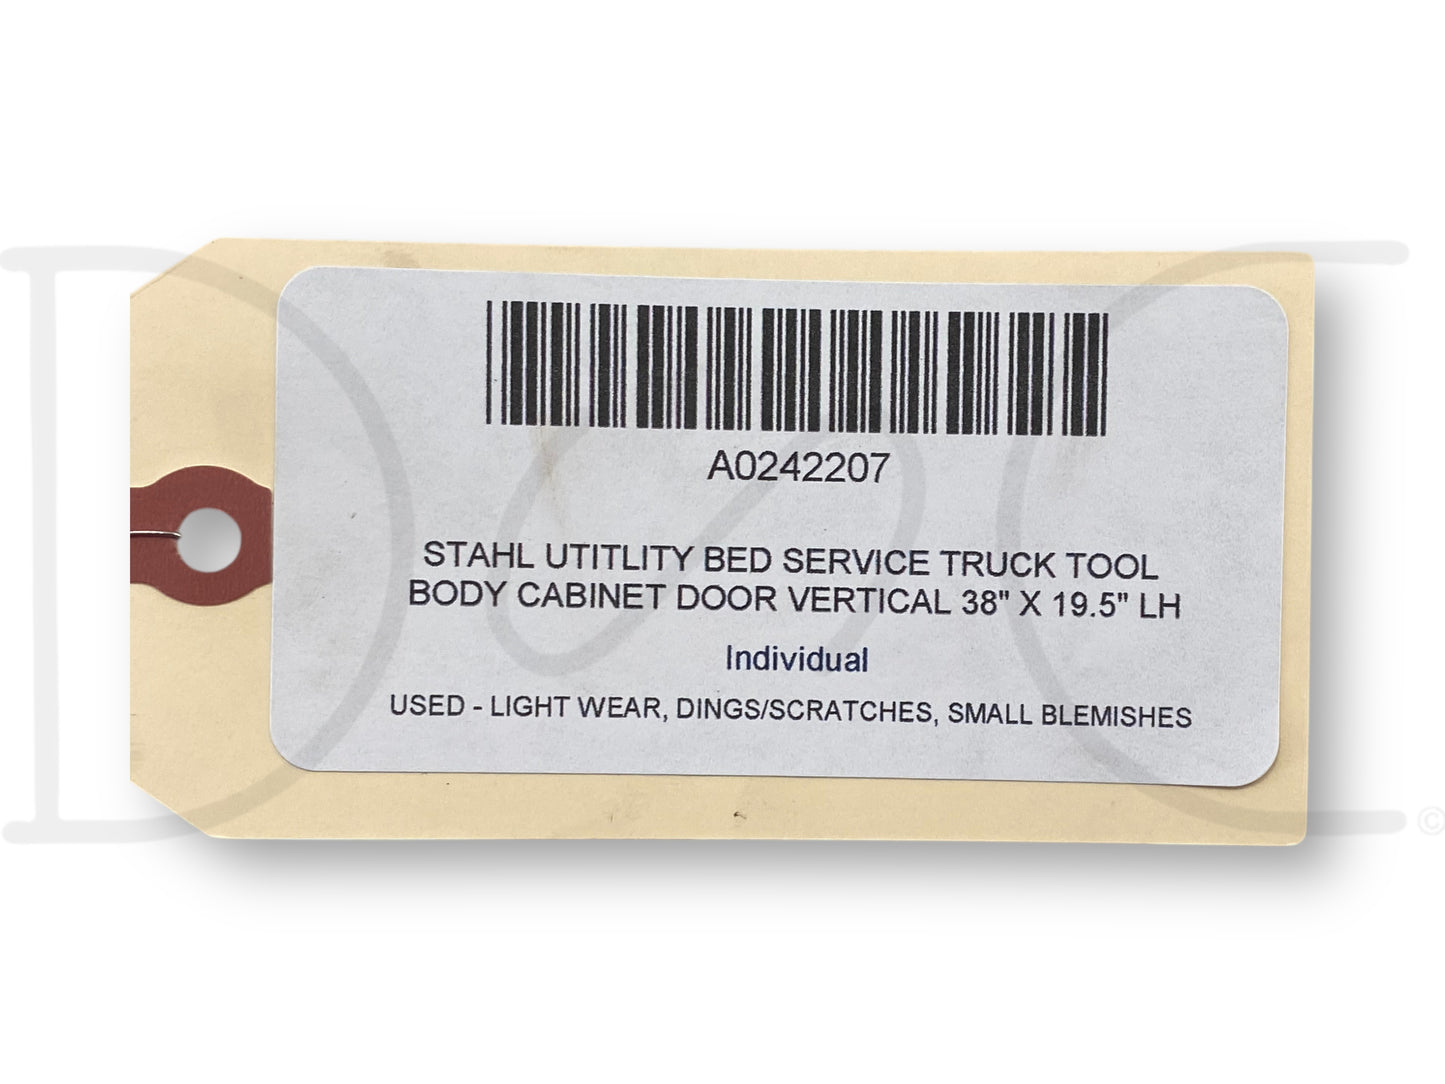 A0242207
STAHL UTITLITY BED SERVICE TRUCK TOOL
BODY CABINET DOOR VERTICAL 38" X 19.5" LH
Individual
USED - LIGHT WEAR, DINGS/SCRATCHES, SMALL BLEMISHES
©